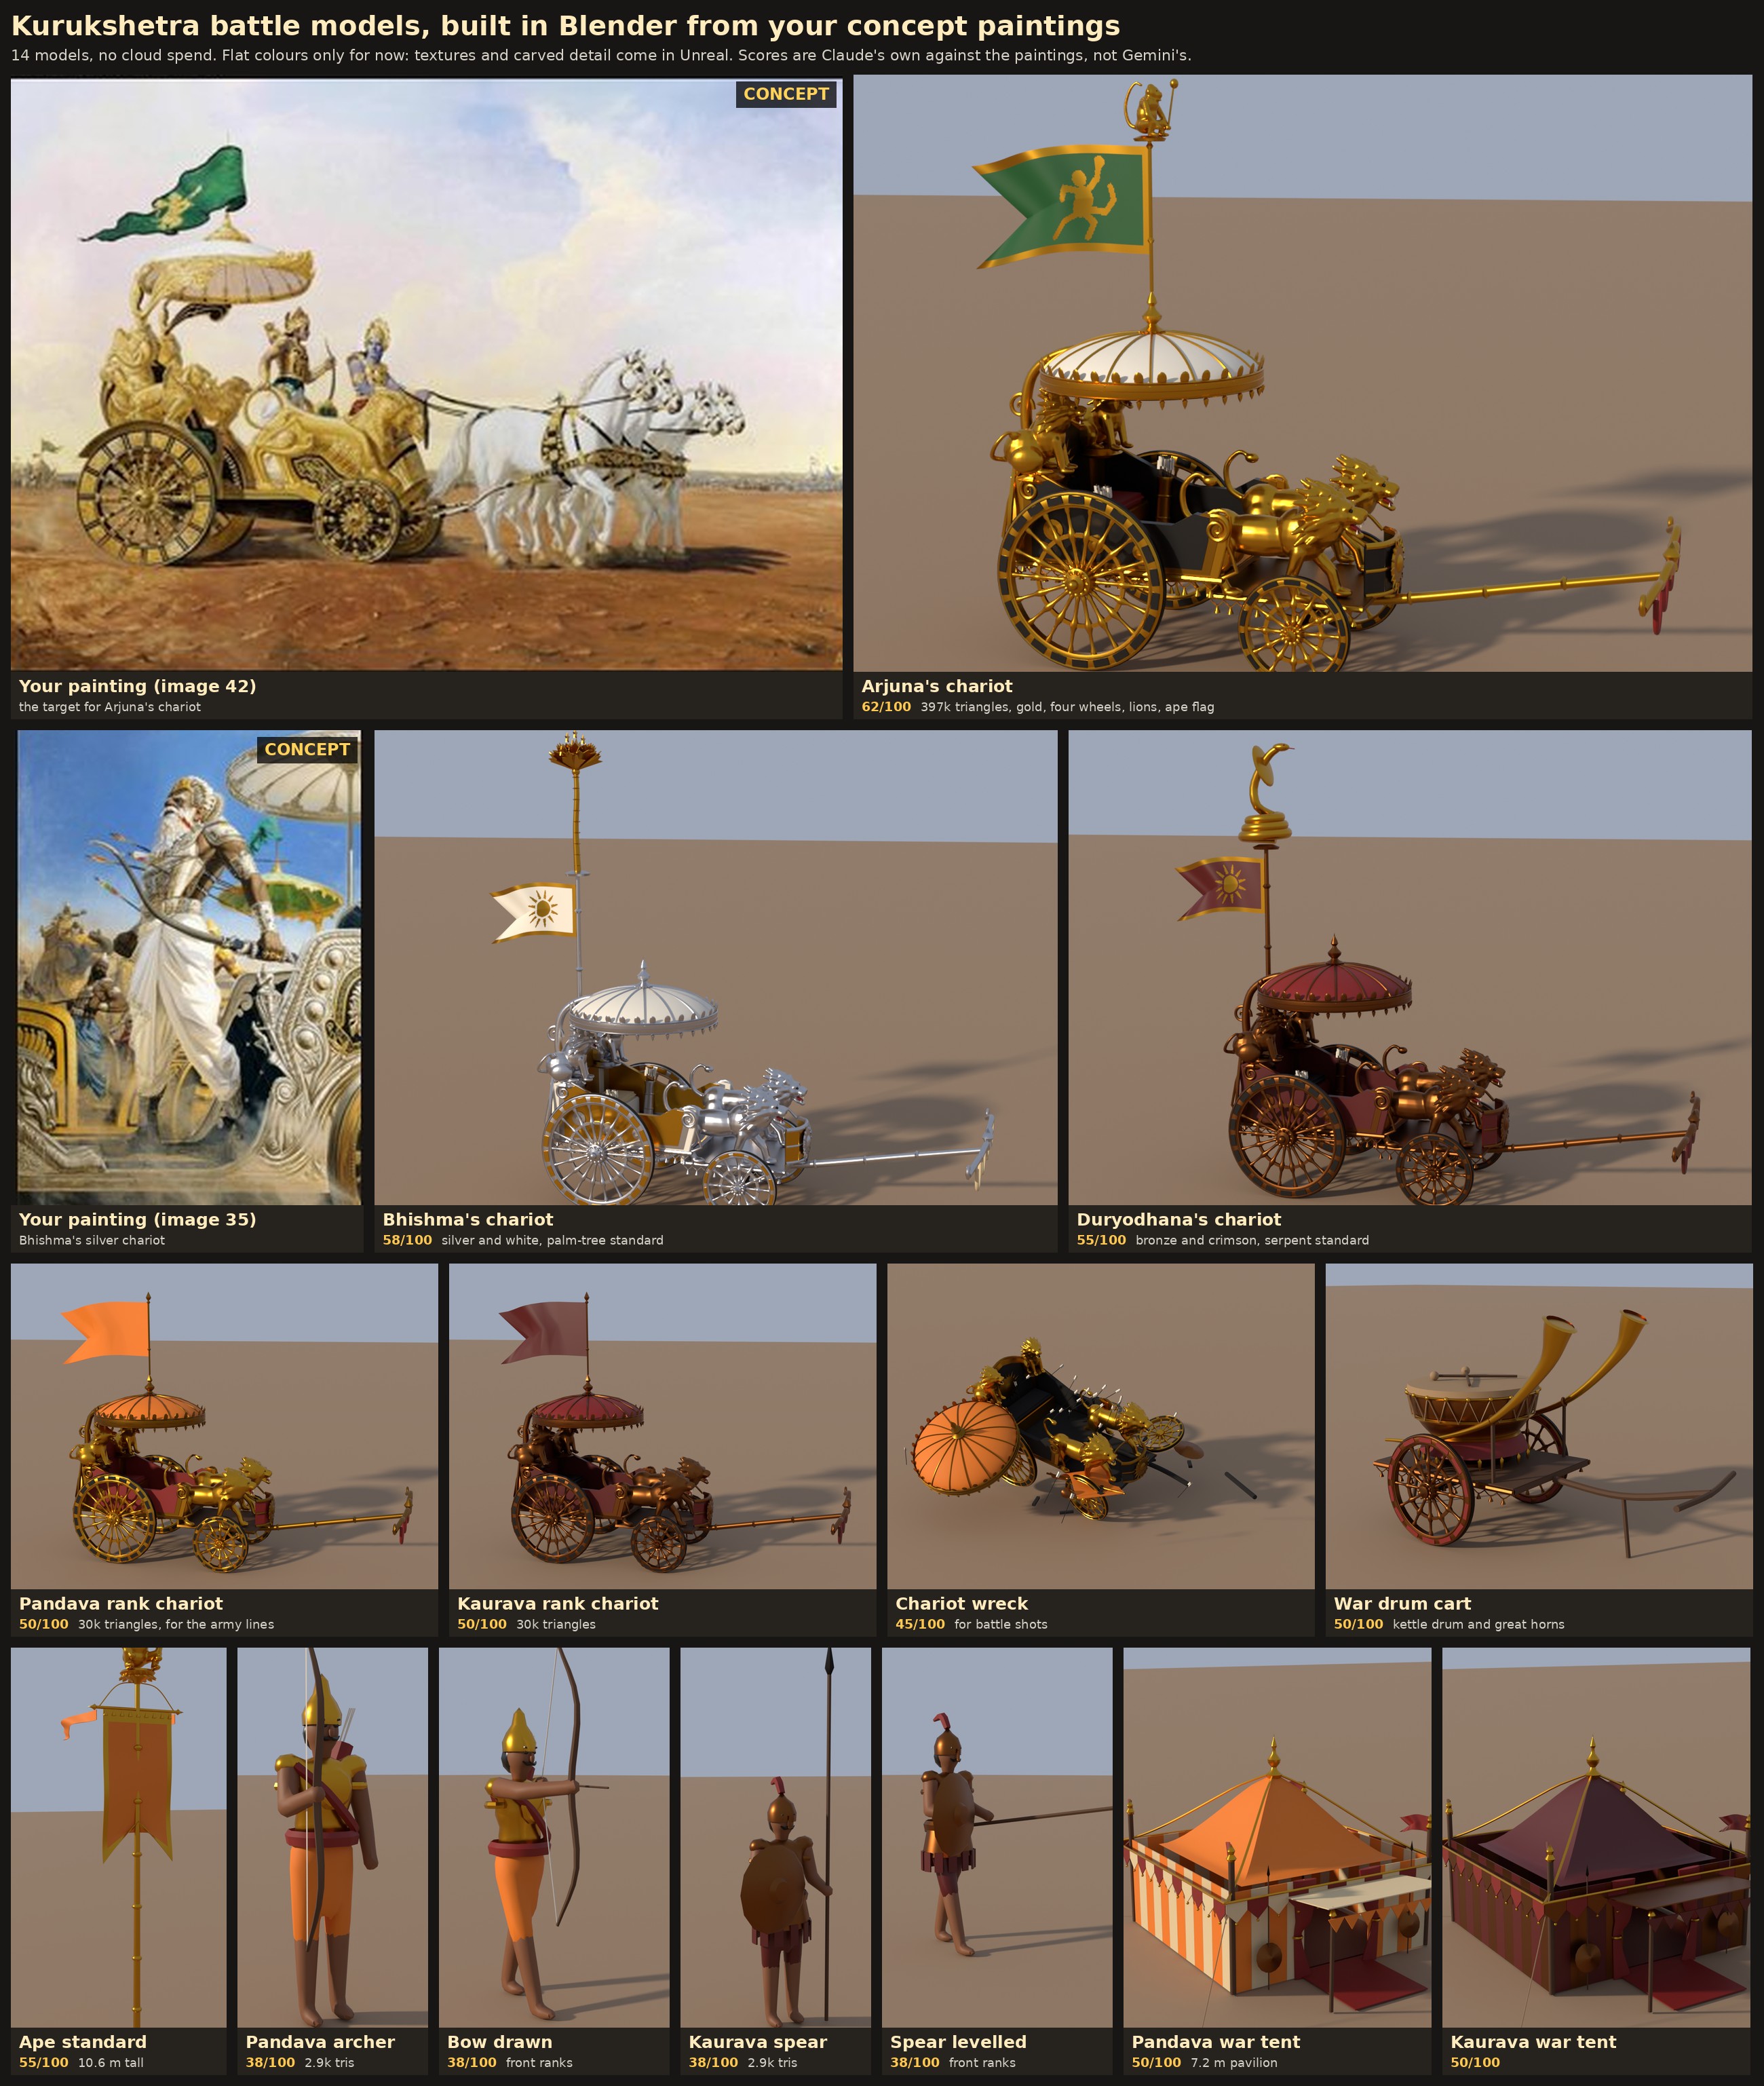 Kurukshetra battle models, built in Blender from your concept paintings
14 models, no cloud spend. Flat colours only for now: textures and carved detail come in Unreal. Scores are Claude's own against the paintings, not Gemini's.
CONCEPT
Your painting (image 42)
the target for Arjuna's chariot
Arjuna's chariot
62/100 397k triangles, gold, four wheels, lions, ape flag
CONCEPT
Your painting (image 35)
Bhishma's silver chariot
Bhishma's chariot
58/100 silver and white, palm-tree standard
Duryodhana's chariot
55/100 bronze and crimson, serpent standard
Pandava rank chariot
50/100 30k triangles, for the army lines
Kaurava rank chariot
50/100 30k triangles
Chariot wreck
45/100 for battle shots
War drum cart
50/100 kettle drum and great horns
Ape standard
55/100 10.6 m tall
Pandava archer
38/100 2.9k tris
Bow drawn
38/100 front ranks
Kaurava spear
38/100 2.9k tris
Spear levelled
38/100 front ranks
Pandava war tent
50/100 7.2 m pavilion
Kaurava war tent
50/100